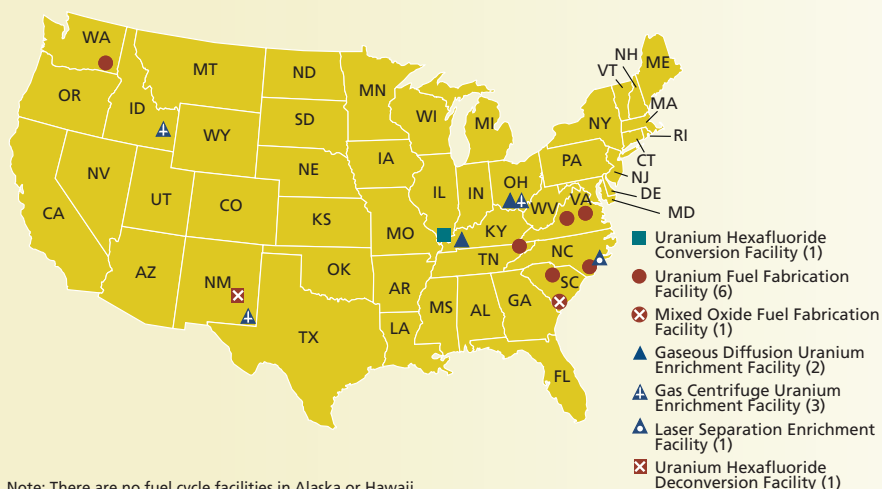 WA
MT
ND
MN
OR
ID
WY
SD
WI
MI
NH
VT
ME
MA
NY
RI
CT
NJ
DE
MD
PA
NV
UT
CO
NE
IA
IL
IN
OH
WV
VA
CA
KS
MO
KY
AZ
NM
OK
AR
TN
NC
SC
TX
LA
MS
AL
GA
FL
Uranium Hexafluoride
Conversion Facility (1)
Uranium Fuel Fabrication
Facility (6)
Mixed Oxide Fuel Fabrication
Facility (1)
Gaseous Diffusion Uranium
Enrichment Facility (2)
Gas Centrifuge Uranium
Enrichment Facility (3)
Laser Separation Enrichment
Facility (1)
Uranium Hexafluoride
Deconversion Facility (1)
Note: There are no fuel cycle facilities in Alaska or Hawaii